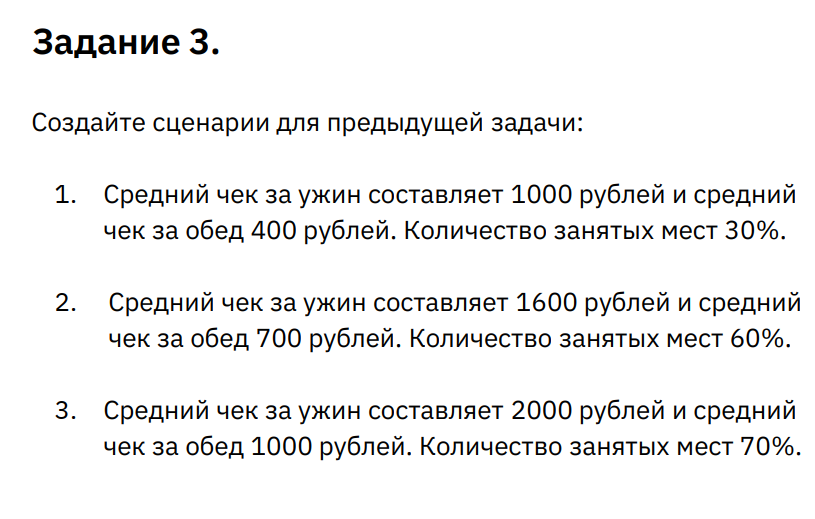 Задание 3.
Создайте сценарии для предыдущей задачи:
1. Средний чек за ужин составляет 1000 рублей и средний
чек за обед 400 рублей. Количество занятых мест 30%.
2. Средний чек за ужин составляет 1600 рублей и средний
чек за обед 700 рублей. Количество занятых мест 60%.
3. Средний чек за ужин составляет 2000 рублей и средний
чек за обед 1000 рублей. Количество занятых мест 70%.